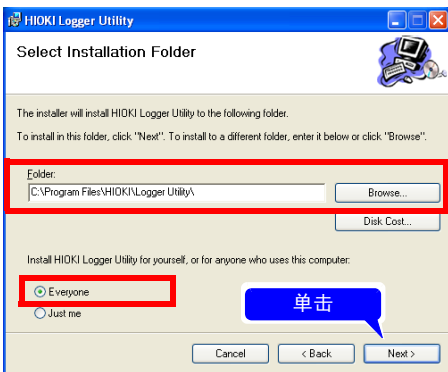 HIOKI Logger Utility
Select Installation Folder
The installer will install HIOKI Logger Utility to the following folder.
To install in this folder, click "Next". To install to a different folder, enter it below or click "Browse".
Folder:
C:\Program Files\HIOKI\Logger Utility\
Browse...
Disk Cost...
Install HIOKI Logger Utility for yourself, or for anyone who uses this computer:
Everyone
Just me
单击
Cancel
< Back
Next >